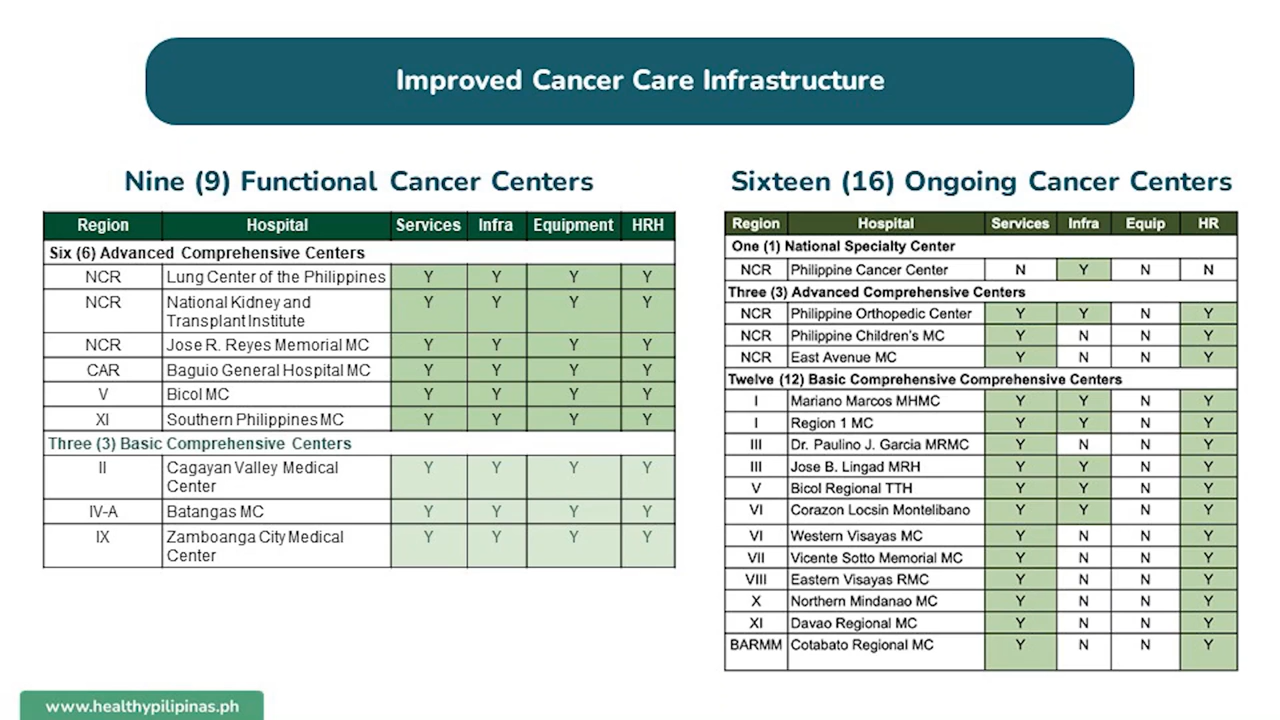 Improved Cancer Care Infrastructure
Nine (9) Functional Cancer Centers
Region Hospital Services Infra Equipment HRH
Six (6) Advanced Comprehensive Centers
NCR Lung Center of the Philippines Y Y Y Y
NCR National Kidney and Y Y Y Y
Transplant Institute
NCR Jose R. Reyes Memorial MC Y Y Y Y
CAR Baguio General Hospital MC Y Y Y Y
V Bicol MC Y Y Y Y
XI Southern Philippines MC Y Y Y Y
Three (3) Basic Comprehensive Centers
II Cagayan Valley Medical Y Y Y Y
Center
IV-A Batangas MC Y Y Y Y
IX Zamboanga City Medical Y Y Y Y
Center
Sixteen (16) Ongoing Cancer Centers
Region Hospital Services Infra Equip HR
One (1) National Specialty Center
NCR Philippine Cancer Center N Y N N
Three (3) Advanced Comprehensive Centers
NCR Philippine Orthopedic Center Y Y N Y
NCR Philippine Children's MC Y N N Y
NCR East Avenue MC Y N N Y
Twelve (12) Basic Comprehensive Comprehensive Centers
I Mariano Marcos MHMC Y Y N Y
I Region 1 MC Y Y N Y
III Dr. Paulino J. Garcia MRMC Y N N Y
III Jose B. Lingad MRH Y Y N Y
V Bicol Regional TTH Y Y N Y
VI Corazon Locsin Montelibano Y Y N Y
VI Western Visayas MC Y N N Y
VII Vicente Sotto Memorial MC Y N N Y
VIII Eastern Visayas RMC Y N N Y
X Northern Mindanao MC Y N N Y
XI Davao Regional MC Y N N Y
BARMM Cotabato Regional MC Y N N Y
www.healthypilipinas.ph